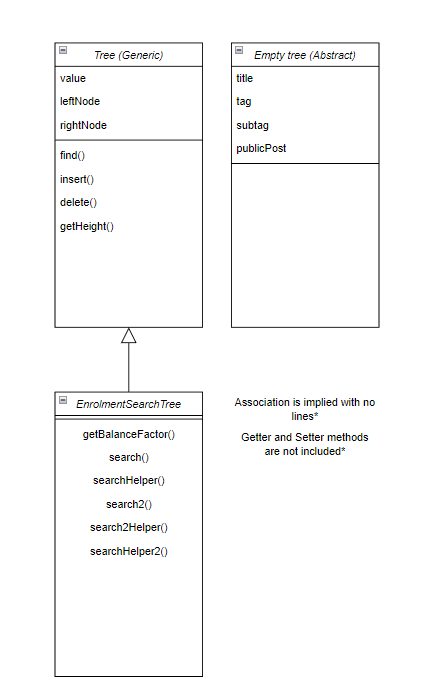 Tree (Generic)
value
leftNode
rightNode
find()
insert()
delete()
getHeight()
Empty tree (Abstract)
title
tag
subtag
publicPost
EnrolmentSearchTree
getBalanceFactor()
search()
searchHelper()
search2()
search2Helper()
searchHelper2()
Association is implied with no
lines*
Getter and Setter methods
are not included*